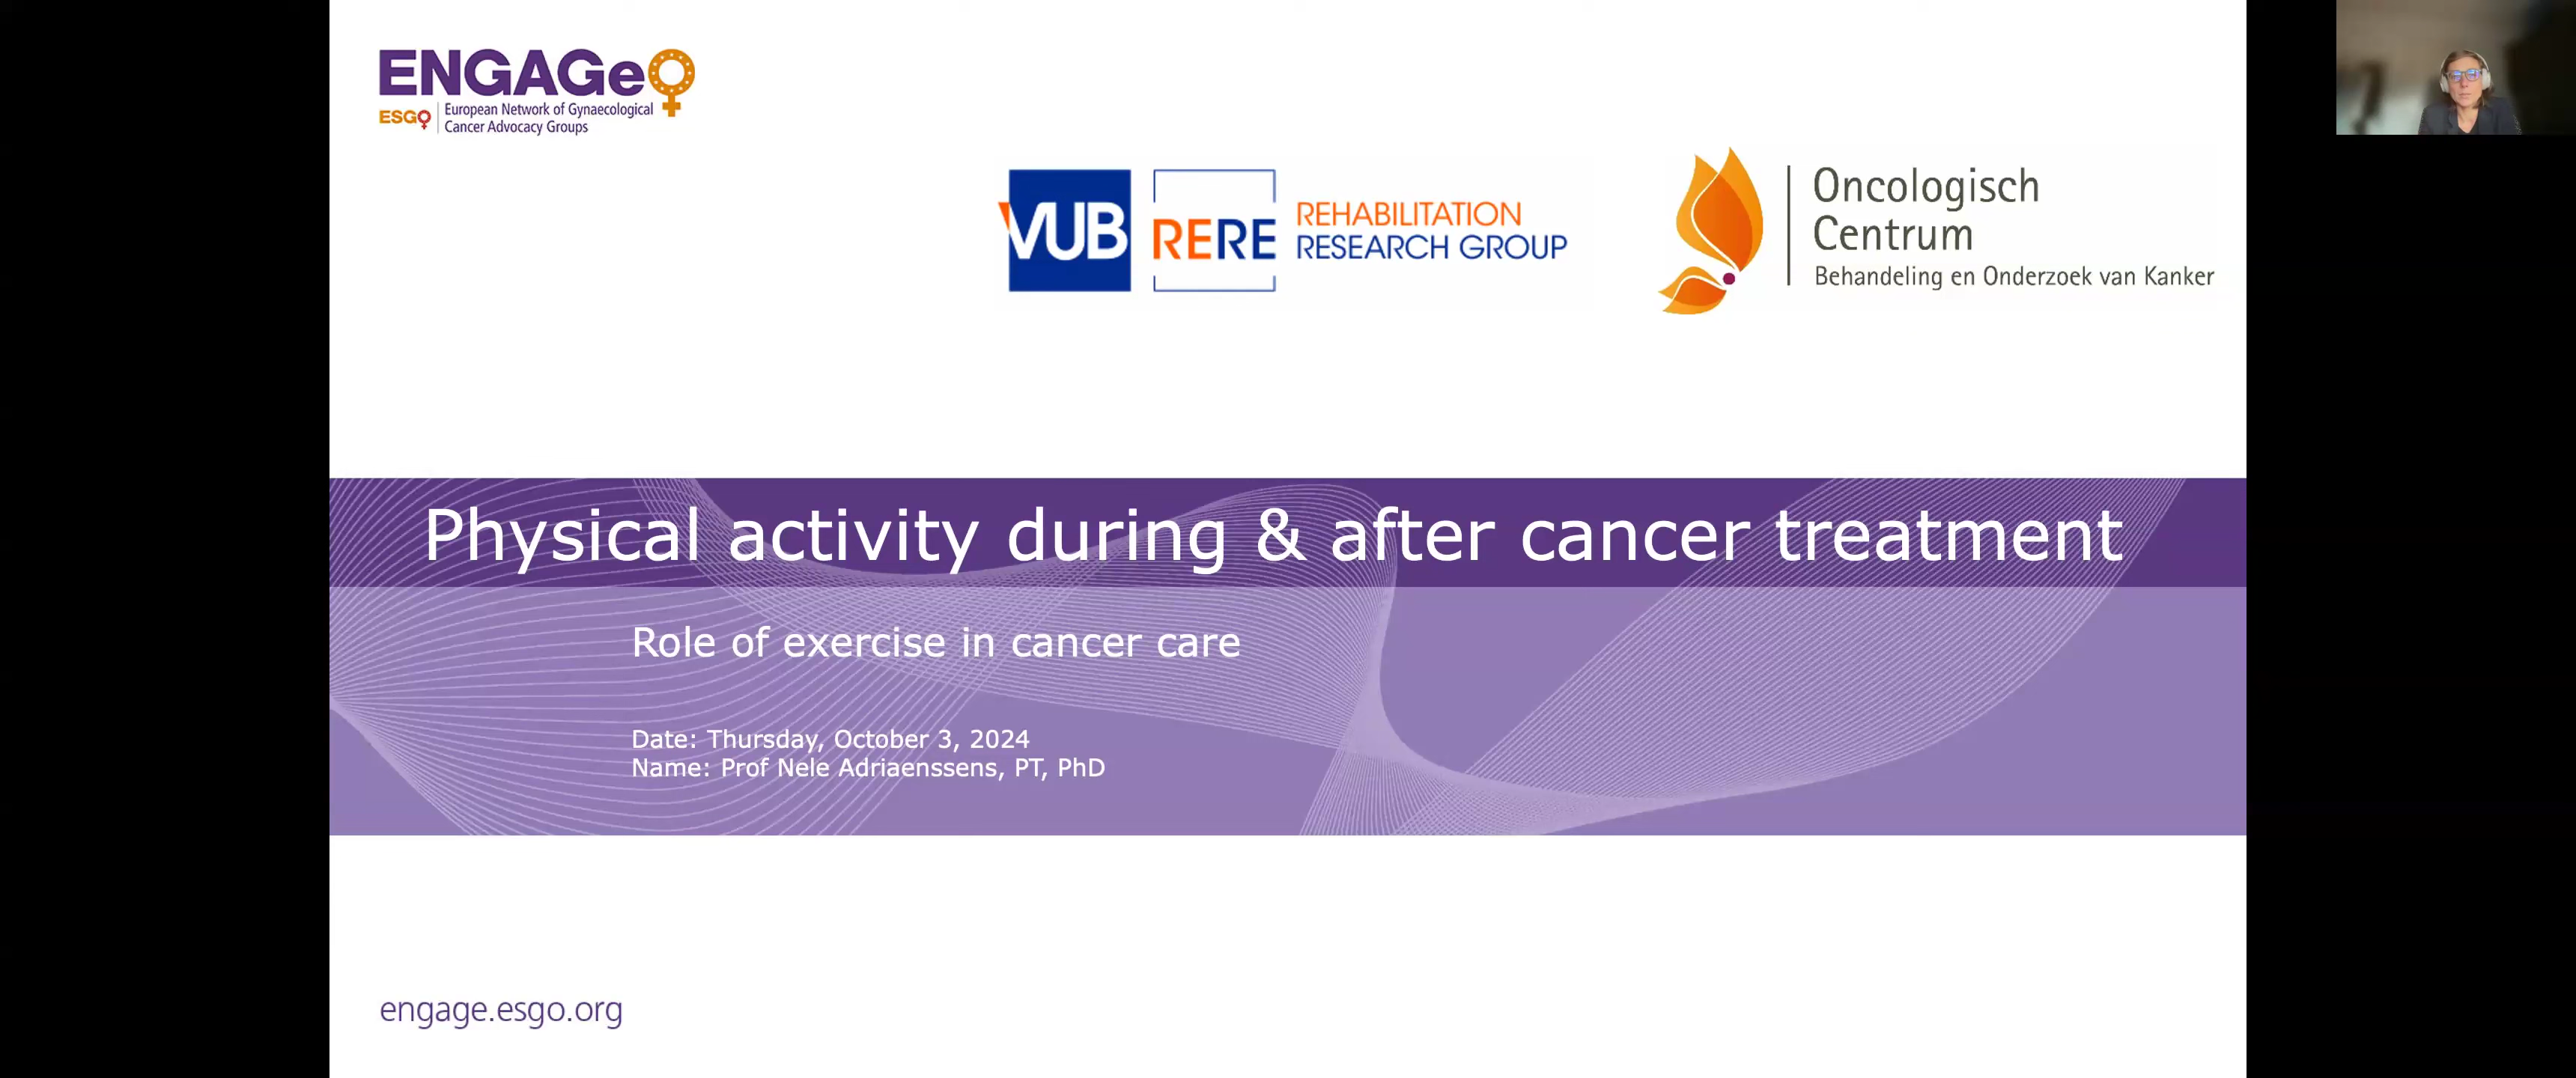 ENGAGe
ESGO
European Network of Gynaecological
Cancer Advocacy Groups
VUB
RERE
REHABILITATION
RESEARCH GROUP
Oncologisch
Centrum
Behandeling en Onderzoek van Kanker
Physical activity during & after cancer treatment
Role of exercise in cancer care
Date: Thursday, October 3, 2024
Name: Prof Nele Adriaenssens, PT, PhD
engage.esgo.org